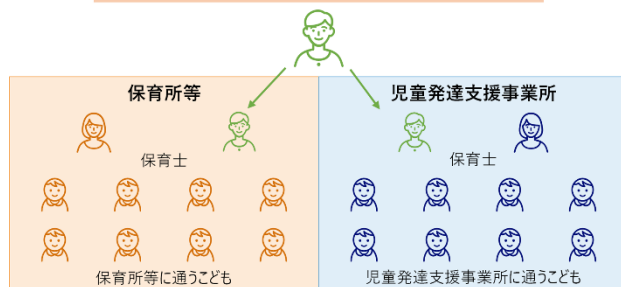 保育所等
児童発達支援事業所
保育士
保育士
保育所等に通うこども
児童発達支援事業所に通うこども